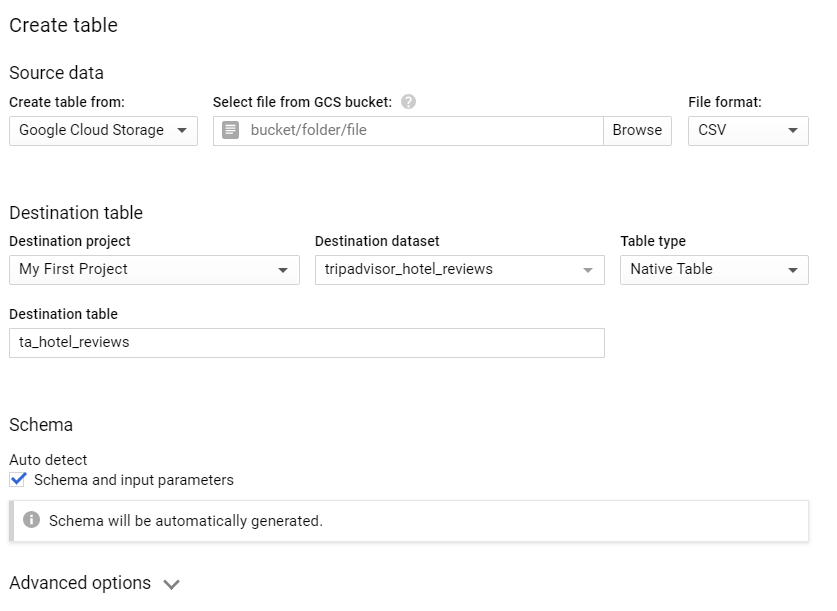 Create table
Source data
Create table from: Select file from GCS bucket: ? File format:
Google Cloud Storage bucket/folder/file Browse CSV
Destination table
Destination project Destination dataset Table type
My First Project tripadvisor_hotel_reviews Native Table
Destination table
ta_hotel_reviews
Schema
Auto detect
Schema and input parameters
Schema will be automatically generated.
Advanced options